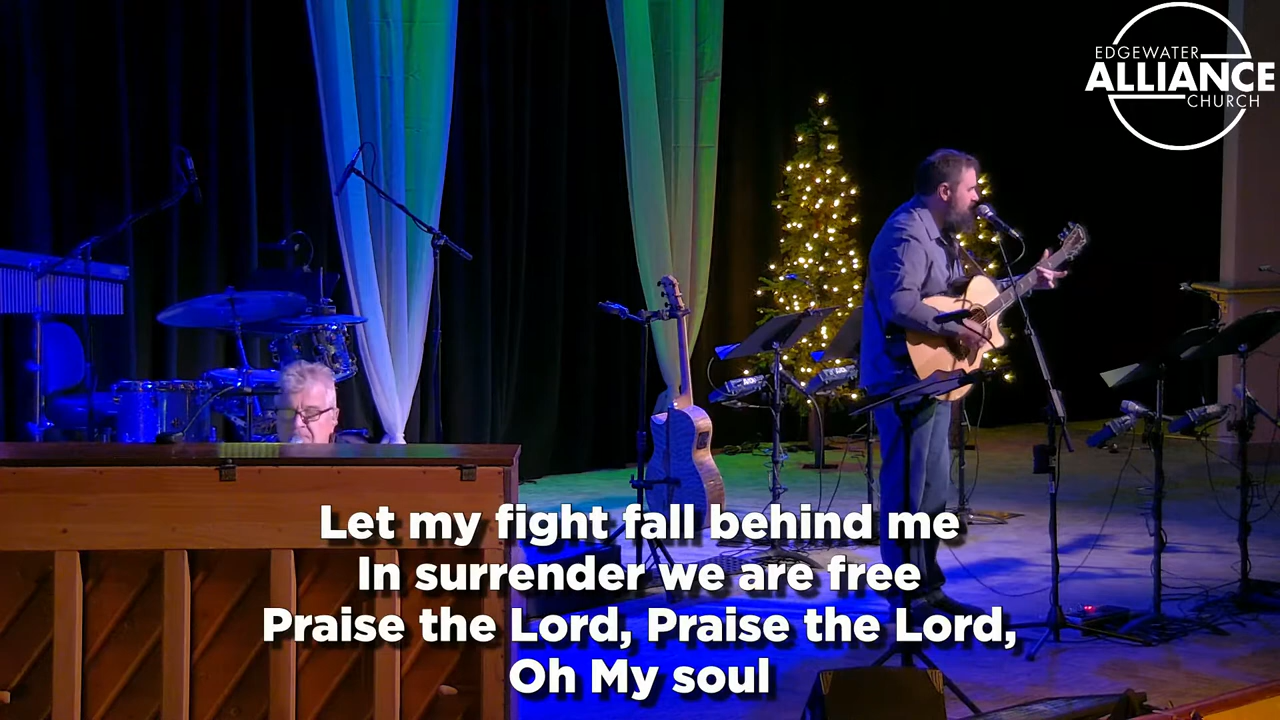 EDGEWATER
ALLIANCE
CHURCH
Let my fight fall behind me
In surrender we are free
Praise the Lord, Praise the Lord,
Oh My soul